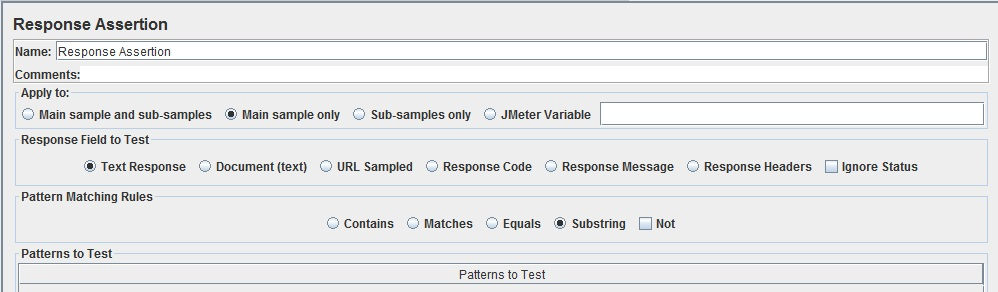 Response Assertion
Name: Response Assertion
Comments:
Apply to:
Main sample and sub-samples Main sample only Sub-samples only JMeter Variable
Response Field to Test
Text Response Document (text) URL Sampled Response Code Response Message Response Headers Ignore Status
Pattern Matching Rules
Contains Matches Equals Substring Not
Patterns to Test
Patterns to Test